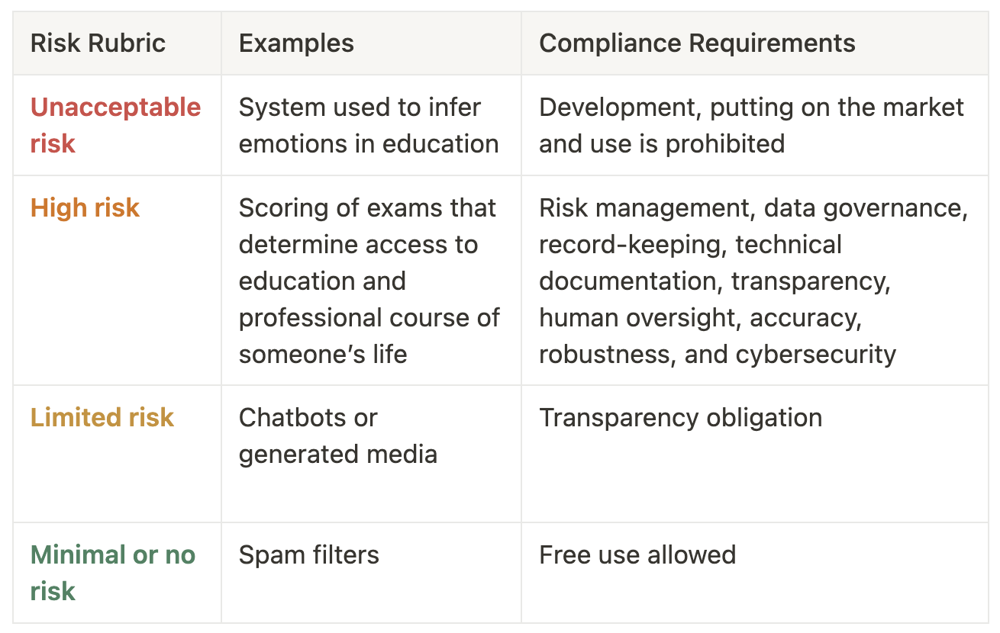 Risk Rubric
Examples
Compliance Requirements
Unacceptable
risk
System used to infer
emotions in education
Development, putting on the market
and use is prohibited
High risk
Scoring of exams that
determine access to
education and
professional course of
someone’s life
Risk management, data governance,
record-keeping, technical
documentation, transparency,
human oversight, accuracy,
robustness, and cybersecurity
Limited risk
Chatbots or
generated media
Transparency obligation
Minimal or no
risk
Spam filters
Free use allowed